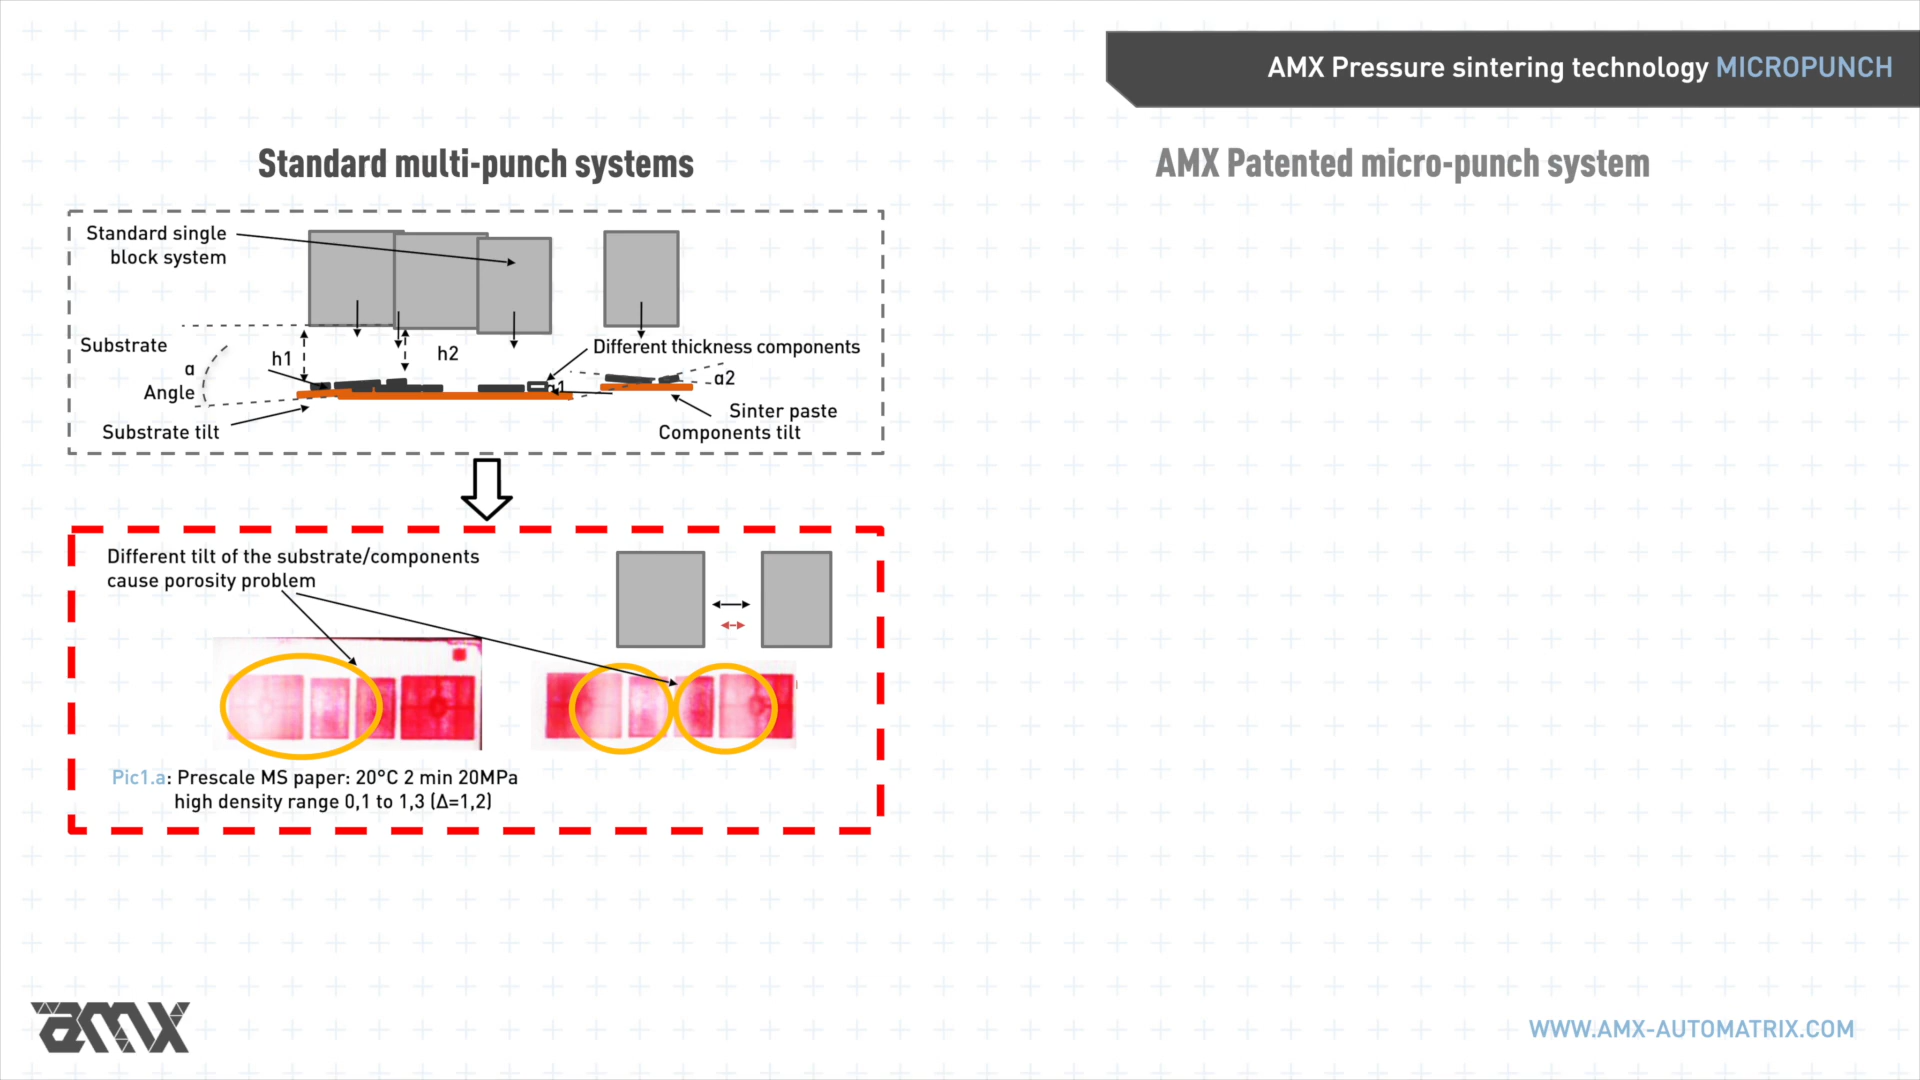 AMX Pressure sintering technology MICROPUNCH
Standard multi-punch systems
AMX Patented micro-punch system
Standard single
block system
Substrate
α
Angle
h1
h2
Different thickness components
α2
Sinter paste
Components tilt
Substrate tilt
Different tilt of the substrate/components
cause porosity problem
Pic1.a: Prescale MS paper: 20°C 2 min 20MPa
high density range 0,1 to 1,3 (Δ=1,2)
amx
WWW.AMX-AUTOMATRIX.COM